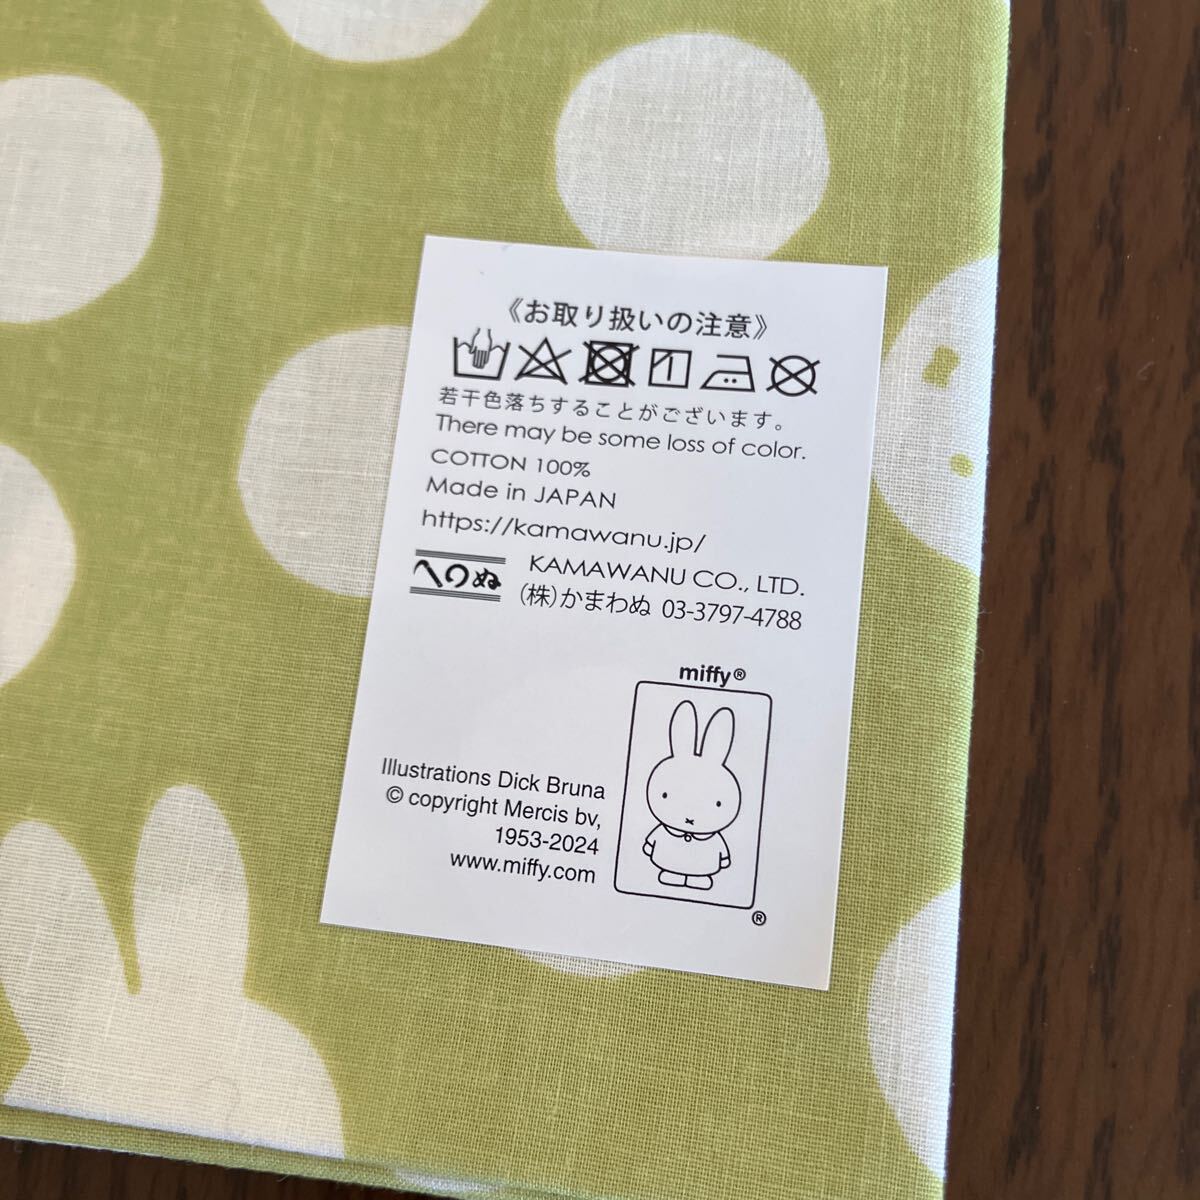 《お取り扱いの注意》
若干色落ちすることがございます。
There may be some loss of color.
COTTON 100%
Made in JAPAN
https://kamawanu.jp/
KAMAWANU CO., LTD.
(株)かまわぬ 03-3797-4788
miffy®
Illustrations Dick Bruna
© copyright Mercis bv,
1953-2024
www.miffy.com
®